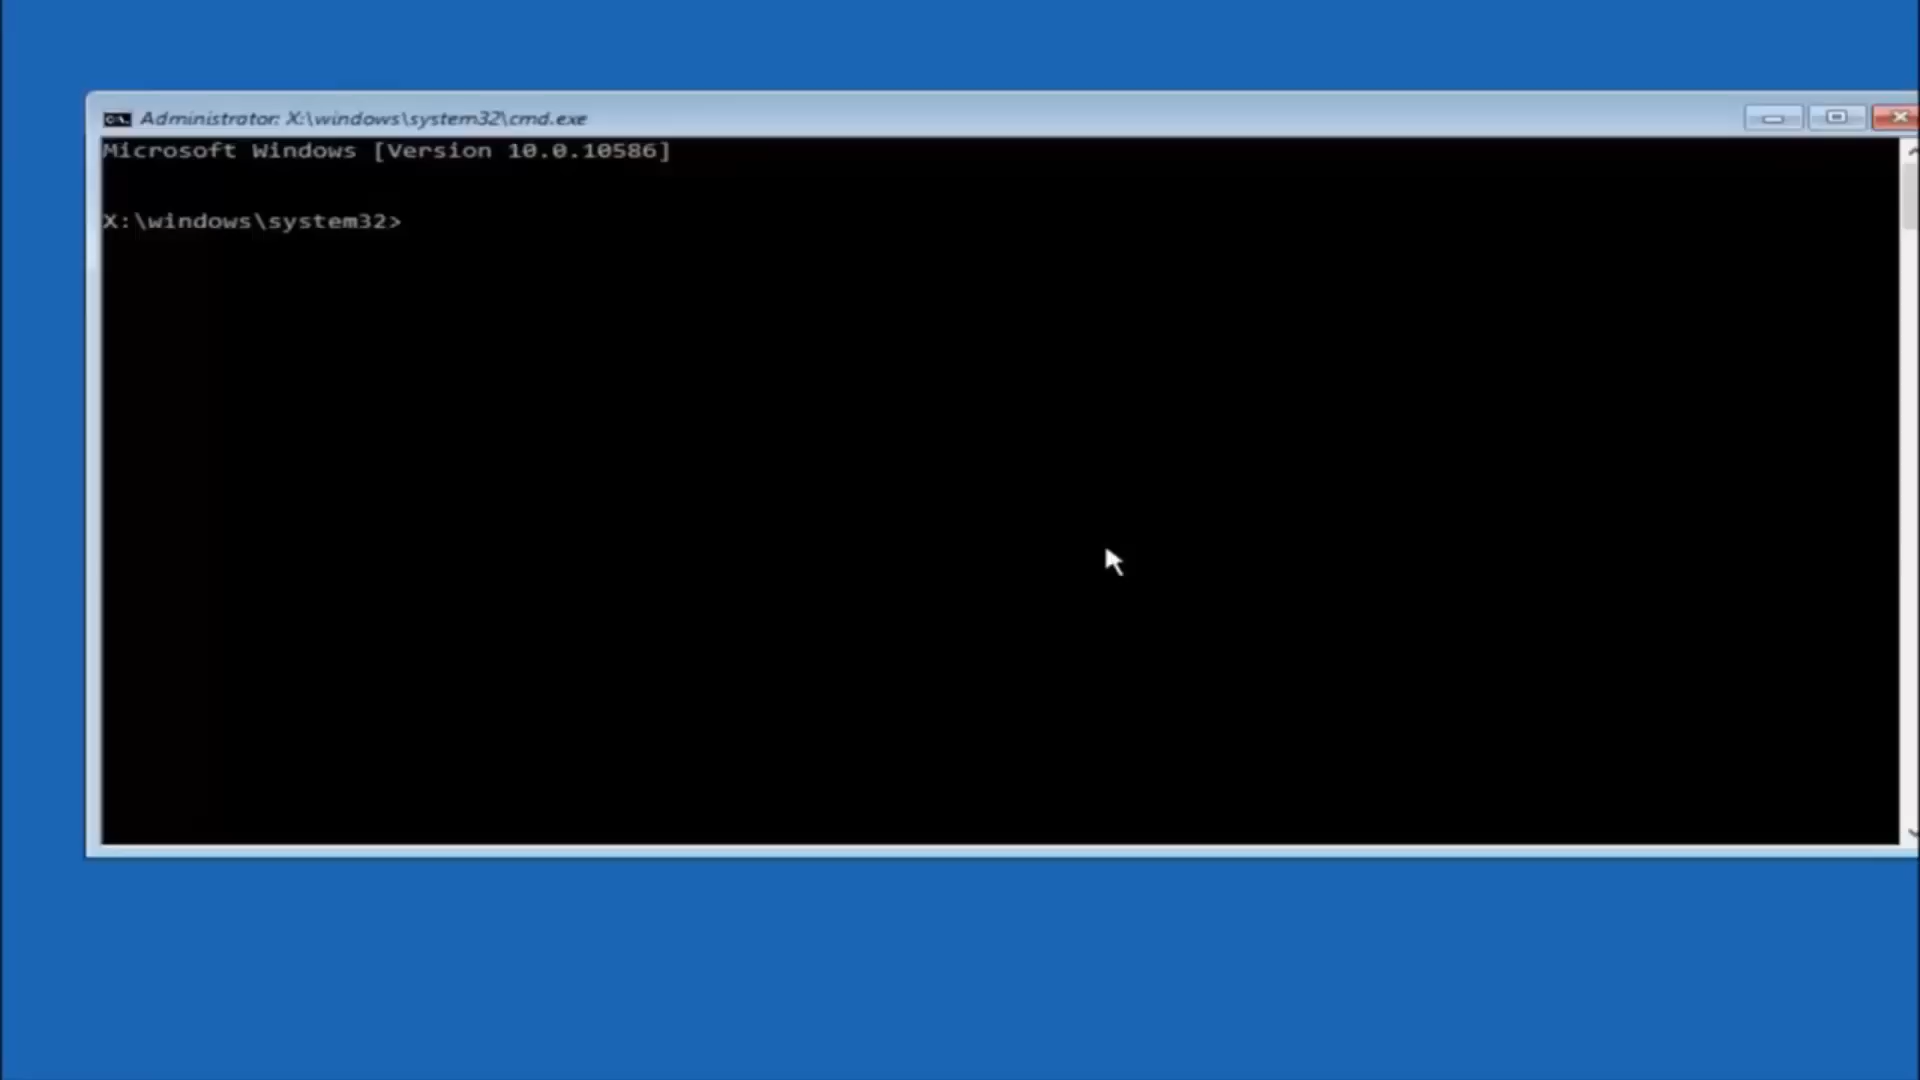 Administrator: X:\windows\system32\cmd.exe
Microsoft Windows [Version 10.0.10586]
X:\windows\system32>